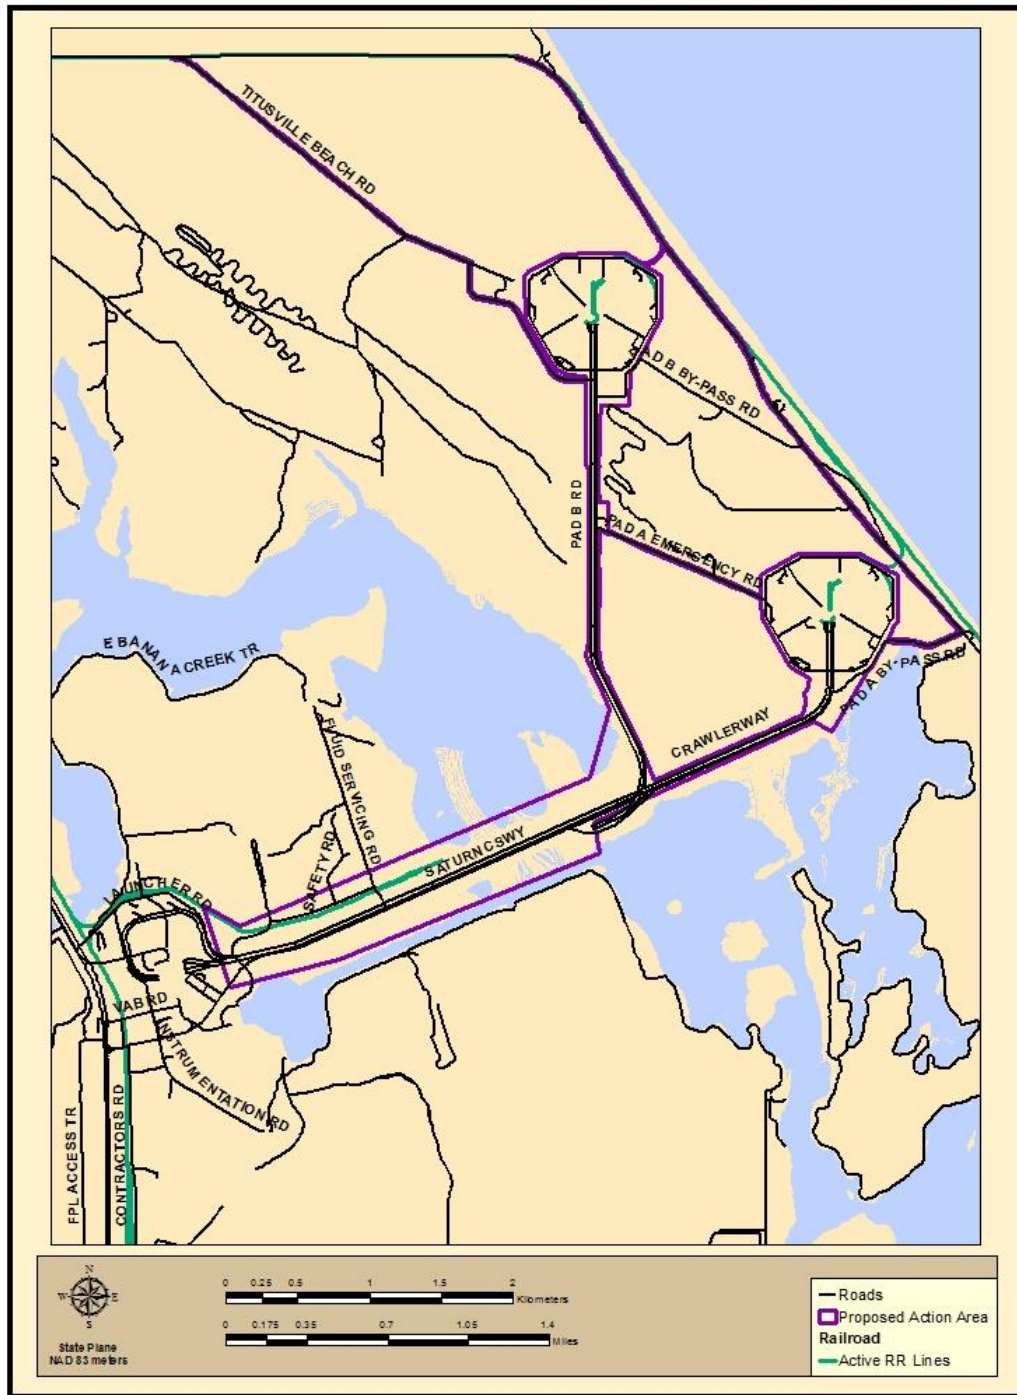 TITUSVILLE BEACH RD
PAD B BY-PASS RD
PAD B RD
PAD A EMERGENCY RD
E BANANA CREEK TR
PAD A BY-PASS RD
CRAWLERWAY
FLUID SERVICING RD
SAFETY RD
SATURN CSWY
LAUNCHER RD
VAB RD
INSTRUMENTATION RD
FPL ACCESS TR
CONTRACTORS RD
N
W E
S
State Plane
NAD 83 meters
0 0.25 0.5 1 1.5 2
Kilometers
0 0.175 0.35 0.7 1.05 1.4
Miles
Roads
Proposed Action Area
Railroad
Active RR Lines